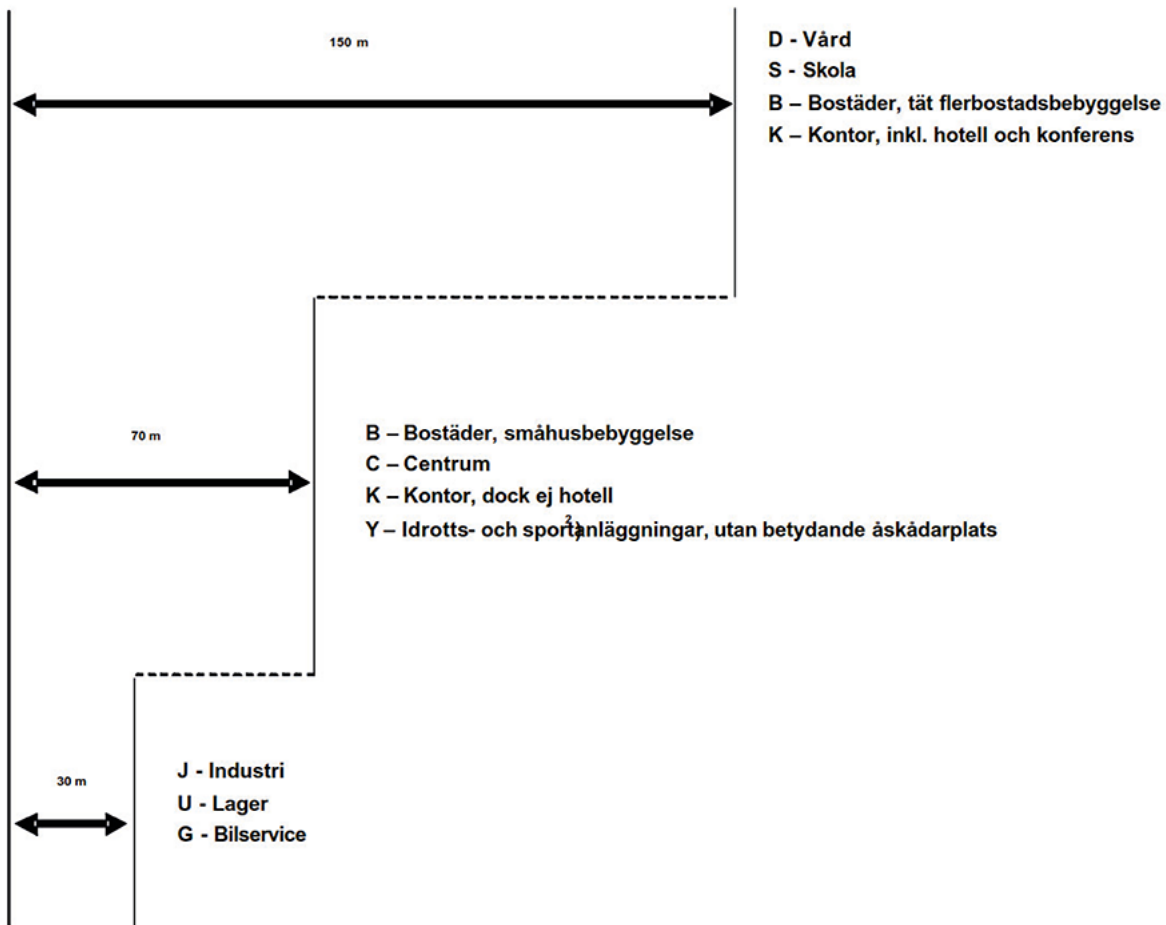 150 m
D - Vård
S - Skola
B – Bostäder, tät flerbostadsbebyggelse
K – Kontor, inkl. hotell och konferens
70 m
B – Bostäder, småhusbebyggelse
C – Centrum
K – Kontor, dock ej hotell
Y – Idrotts- och sportanläggningar, utan betydande åskådarplats
2)
30 m
J - Industri
U - Lager
G - Bilservice